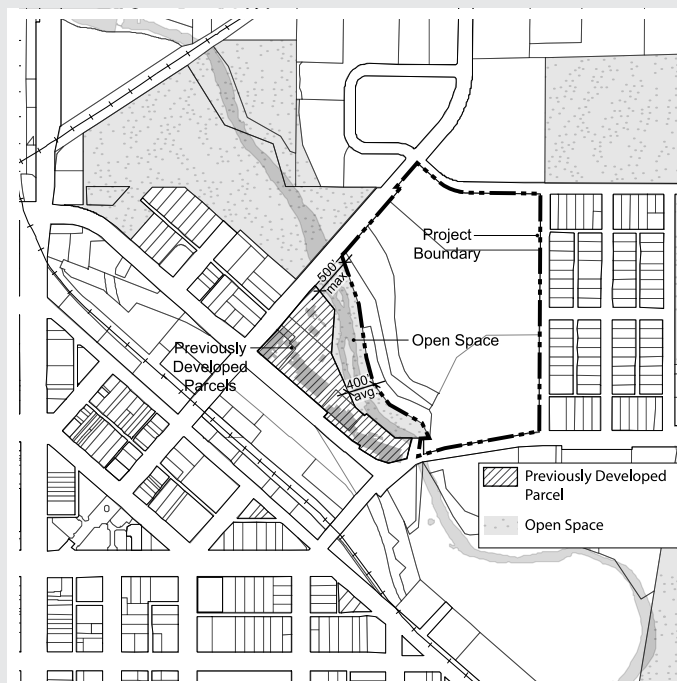 Project
Boundary
500'
max.
Open Space
Previously
Developed
Parcels
400'
avg.
Previously Developed
Parcel
Open Space